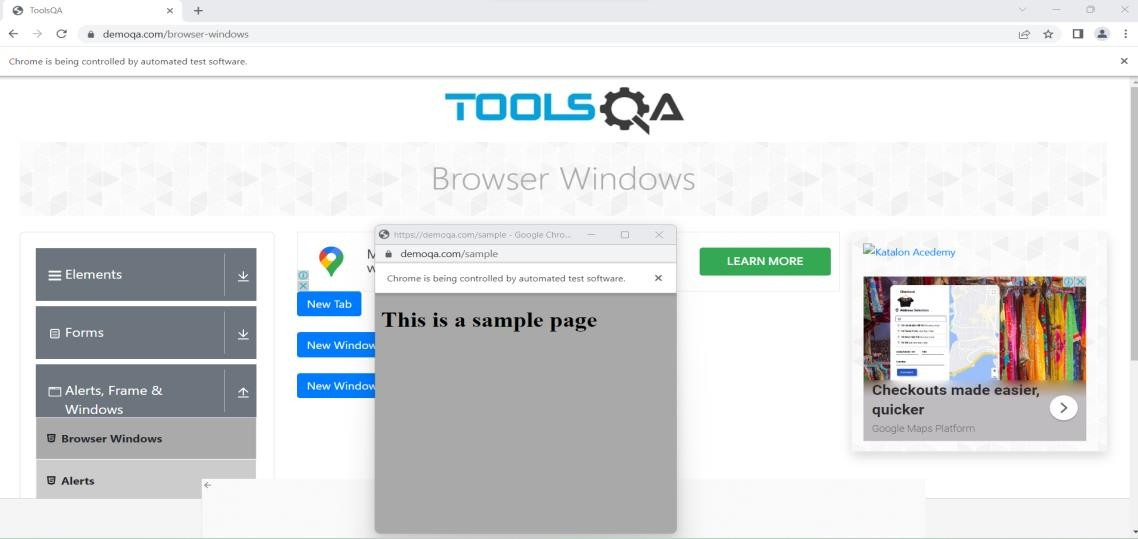 ToolsQA
demoqa.com/browser-windows
Chrome is being controlled by automated test software.
TOOLSQA
Browser Windows
Elements
Forms
Alerts, Frame &
Windows
Browser Windows
Alerts
LEARN MORE
New Tab
New Window
New Window
https://demoqa.com/sample - Google Chro...
demoqa.com/sample
Chrome is being controlled by automated test software.
This is a sample page
Katalon Acedemy
Checkout
Address Selection
Checkouts made easier,
quicker
Google Maps Platform